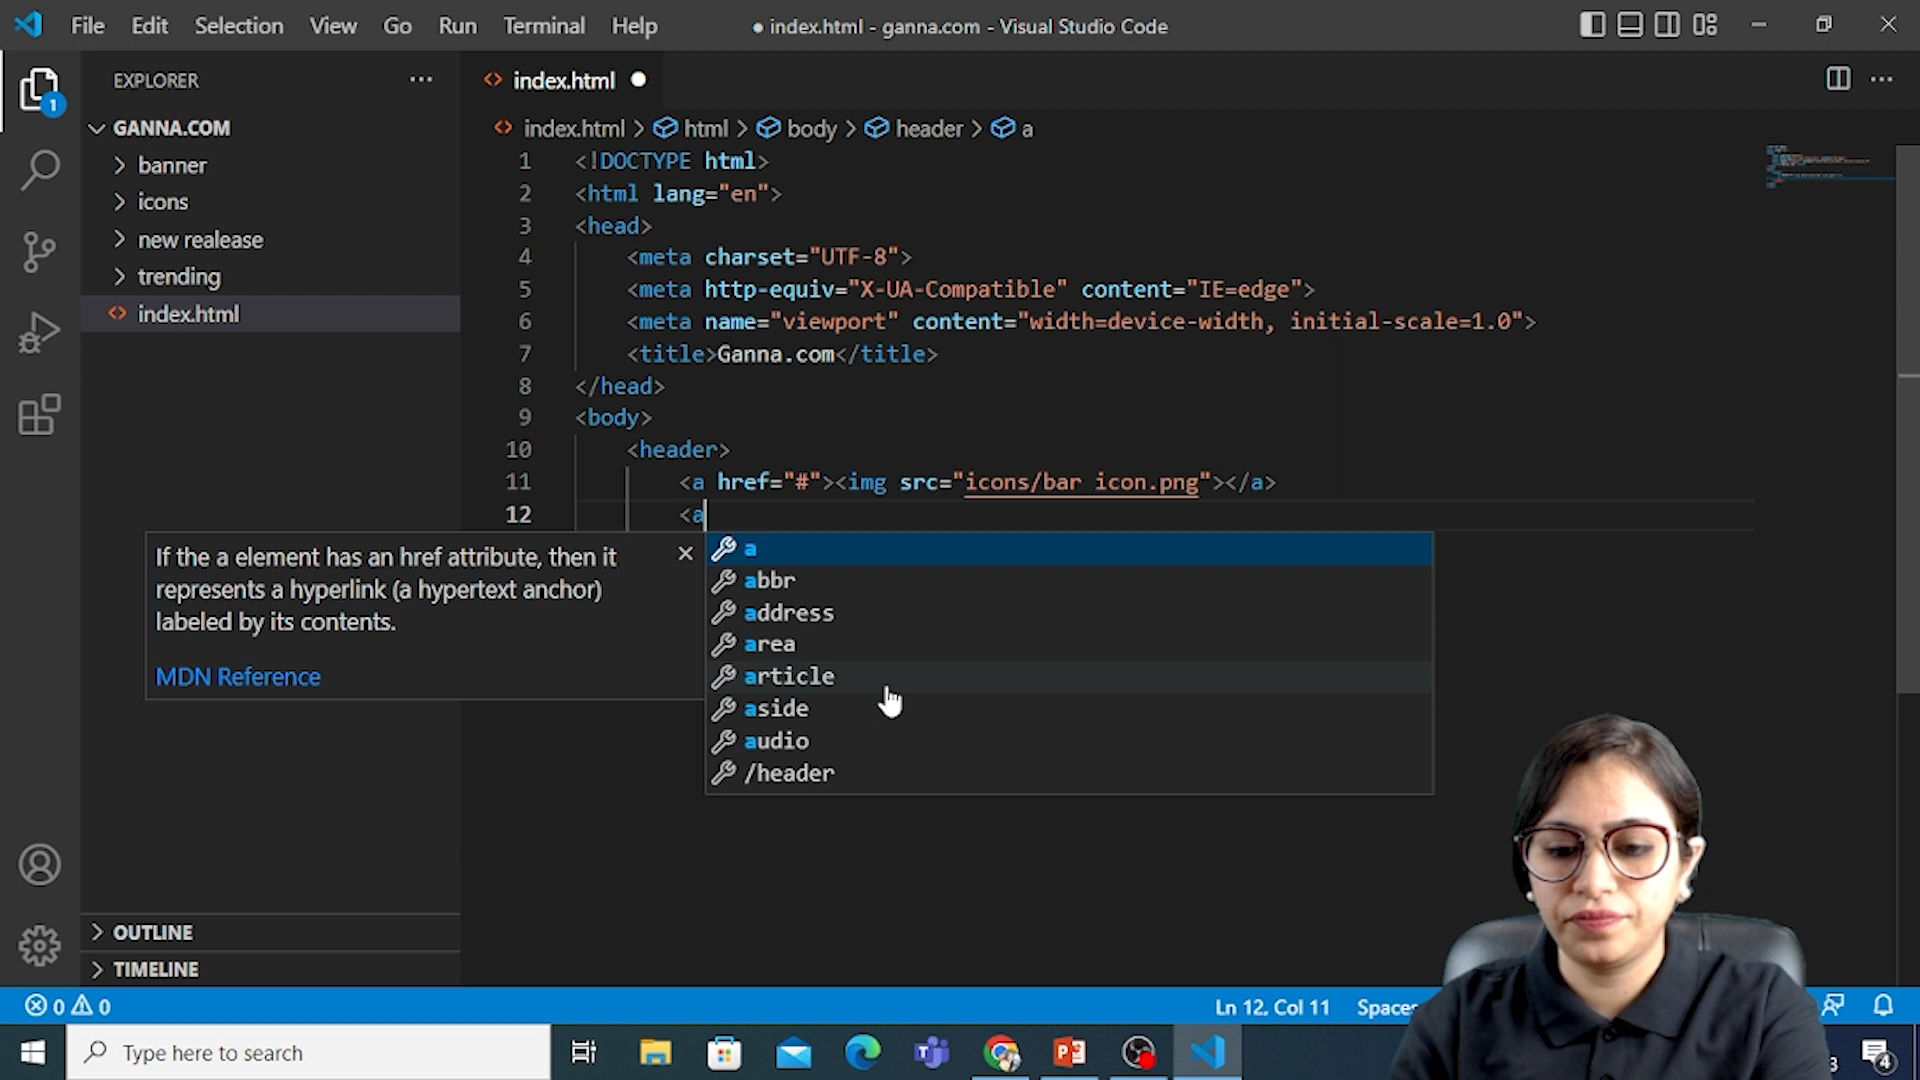 File Edit Selection View Go Run Terminal Help ● index.html - ganna.com - Visual Studio Code
EXPLORER ···
index.html
1
GANNA.COM
banner
icons
new realease
trending
index.html
index.html > html > body > header > a
1 <!DOCTYPE html>
2 <html lang="en">
3 <head>
4 <meta charset="UTF-8">
5 <meta http-equiv="X-UA-Compatible" content="IE=edge">
6 <meta name="viewport" content="width=device-width, initial-scale=1.0">
7 <title>Ganna.com</title>
8 </head>
9 <body>
10 <header>
11 <a href="#"><img src="icons/bar icon.png"></a>
12 <a
If the a element has an href attribute, then it
represents a hyperlink (a hypertext anchor)
labeled by its contents.
MDN Reference
a
abbr
address
area
article
aside
audio
/header
OUTLINE
TIMELINE
0 0
Ln 12, Col 11
Type here to search
4